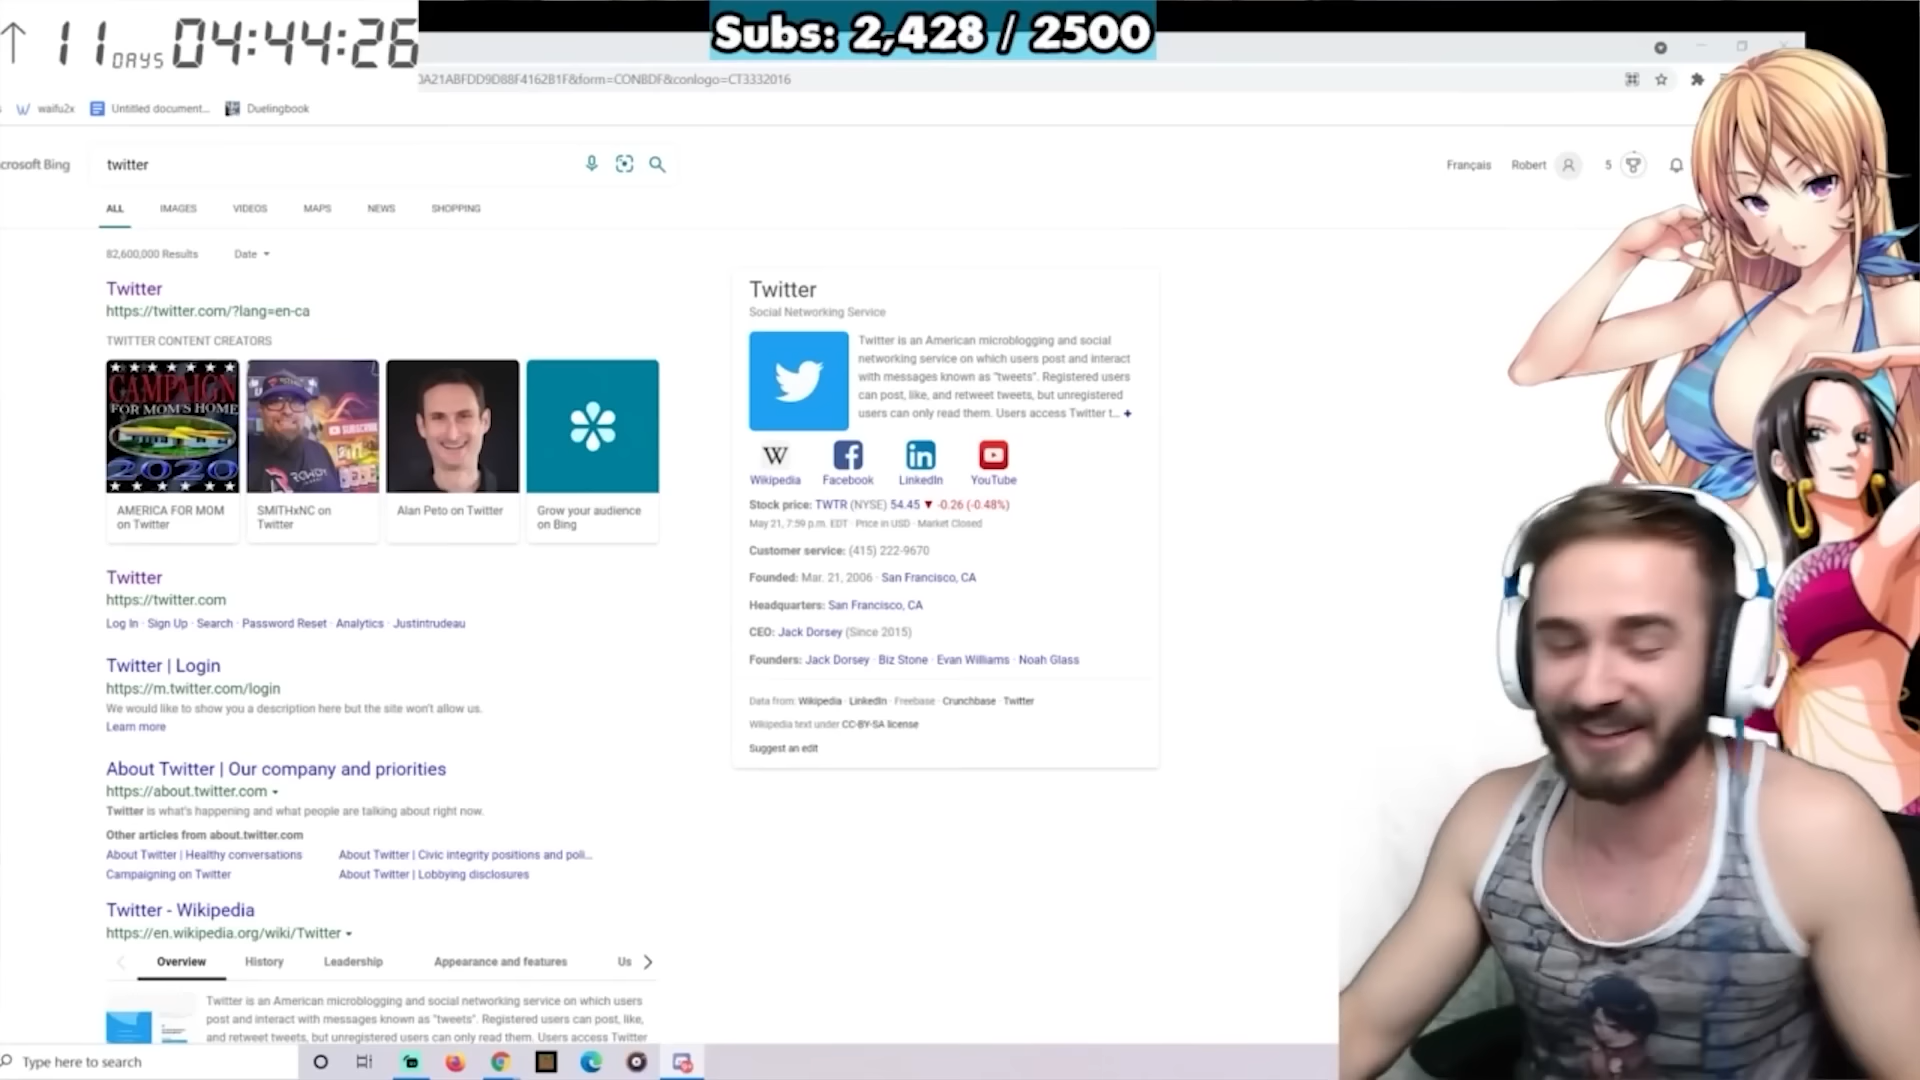 11 DAYS 04:44:26
Subs: 2,428 / 2500
0A21ABFDD9D88F4162B1F&form=CONBDF&conlogo=CT3332016
waifu2x
Untitled document...
Duelingbook
crosoft Bing
twitter
Français
Robert
5
ALL
IMAGES
VIDEOS
MAPS
NEWS
SHOPPING
82,600,000 Results
Date
Twitter
https://twitter.com/?lang=en-ca
TWITTER CONTENT CREATORS
CAMPAIGN
FOR MOM'S HOME
2020
SUBSCRIBE
AMERICA FOR MOM
on Twitter
SMITHxNC on
Twitter
Alan Peto on Twitter
Grow your audience
on Bing
Twitter
https://twitter.com
Log In · Sign Up · Search · Password Reset · Analytics · Justintrudeau
Twitter | Login
https://m.twitter.com/login
We would like to show you a description here but the site won't allow us.
Learn more
About Twitter | Our company and priorities
https://about.twitter.com
Twitter is what's happening and what people are talking about right now.
Other articles from about.twitter.com
About Twitter | Healthy conversations
About Twitter | Civic integrity positions and poli...
Campaigning on Twitter
About Twitter | Lobbying disclosures
Twitter - Wikipedia
https://en.wikipedia.org/wiki/Twitter
Overview
History
Leadership
Appearance and features
Us
Twitter is an American microblogging and social networking service on which users
post and interact with messages known as "tweets". Registered users can post, like,
and retweet tweets, but unregistered users can only read them. Users access Twitter
Twitter
Social Networking Service
Twitter is an American microblogging and social
networking service on which users post and interact
with messages known as "tweets". Registered users
can post, like, and retweet tweets, but unregistered
users can only read them. Users access Twitter t... +
W
Wikipedia
Facebook
in
LinkedIn
YouTube
Stock price: TWTR (NYSE) 54.45 ▼ -0.26 (-0.48%)
May 21, 7:59 p.m. EDT · Price in USD · Market Closed
Customer service: (415) 222-9670
Founded: Mar. 21, 2006 · San Francisco, CA
Headquarters: San Francisco, CA
CEO: Jack Dorsey (Since 2015)
Founders: Jack Dorsey · Biz Stone · Evan Williams · Noah Glass
Data from: Wikipedia · LinkedIn · Freebase · Crunchbase · Twitter
Wikipedia text under CC-BY-SA license
Suggest an edit
Type here to search